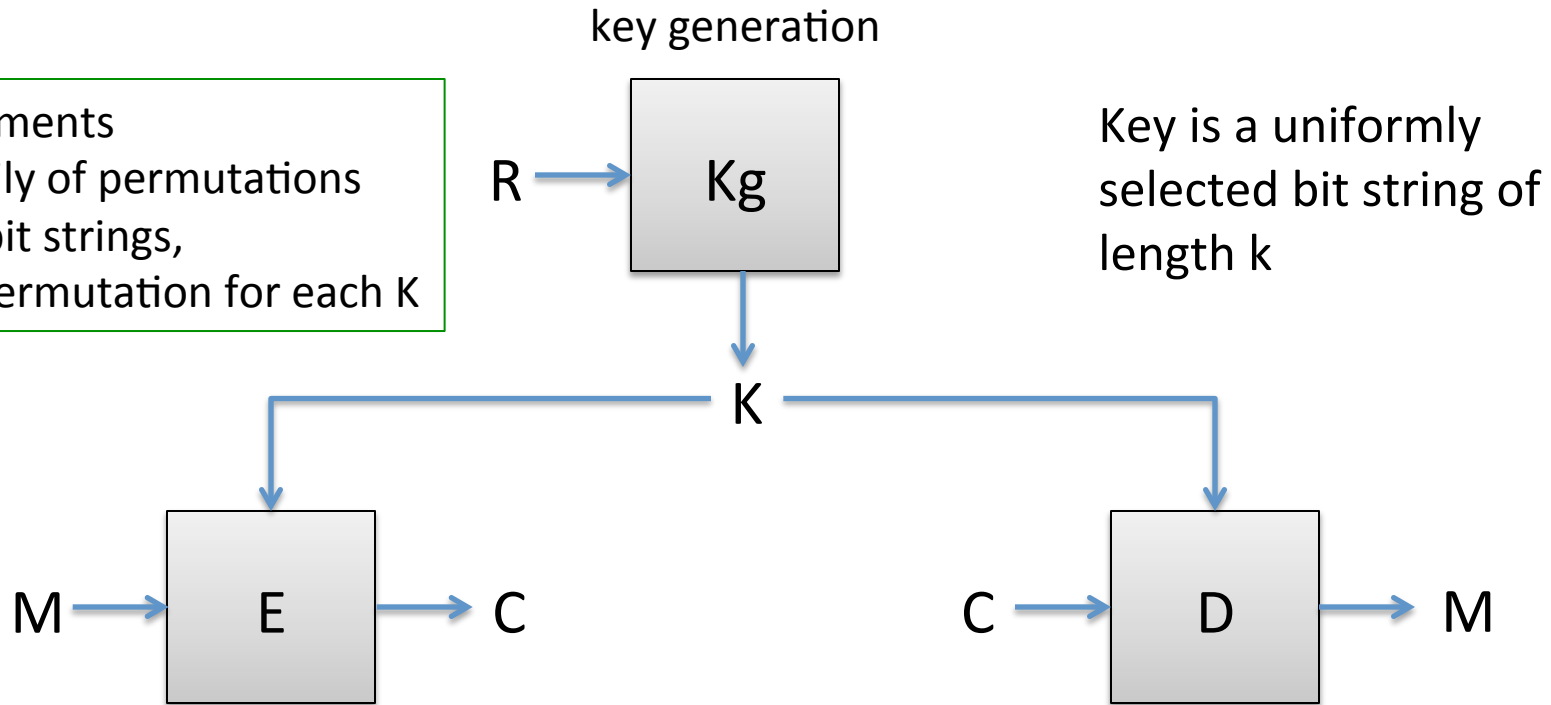 key generation
ments
ly of permutations
it strings,
ermutation for each K
R
Kg
Key is a uniformly
selected bit string of
length k
K
M
E
C
C
D
M